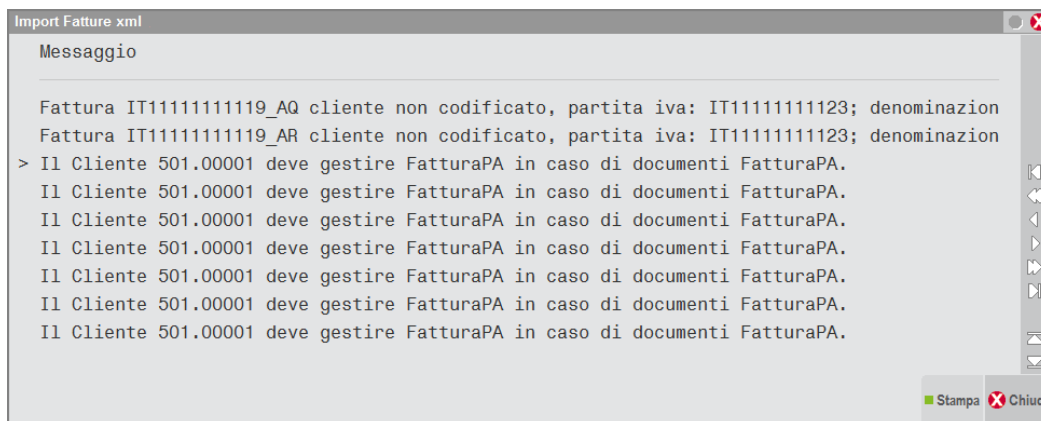 Import Fatture xml
Messaggio
Fattura IT11111111119_AQ cliente non codificato, partita iva: IT11111111123; denominazion
Fattura IT11111111119_AR cliente non codificato, partita iva: IT11111111123; denominazion
> Il Cliente 501.00001 deve gestire FatturaPA in caso di documenti FatturaPA.
Il Cliente 501.00001 deve gestire FatturaPA in caso di documenti FatturaPA.
Il Cliente 501.00001 deve gestire FatturaPA in caso di documenti FatturaPA.
Il Cliente 501.00001 deve gestire FatturaPA in caso di documenti FatturaPA.
Il Cliente 501.00001 deve gestire FatturaPA in caso di documenti FatturaPA.
Il Cliente 501.00001 deve gestire FatturaPA in caso di documenti FatturaPA.
Il Cliente 501.00001 deve gestire FatturaPA in caso di documenti FatturaPA.
Stampa Chiud